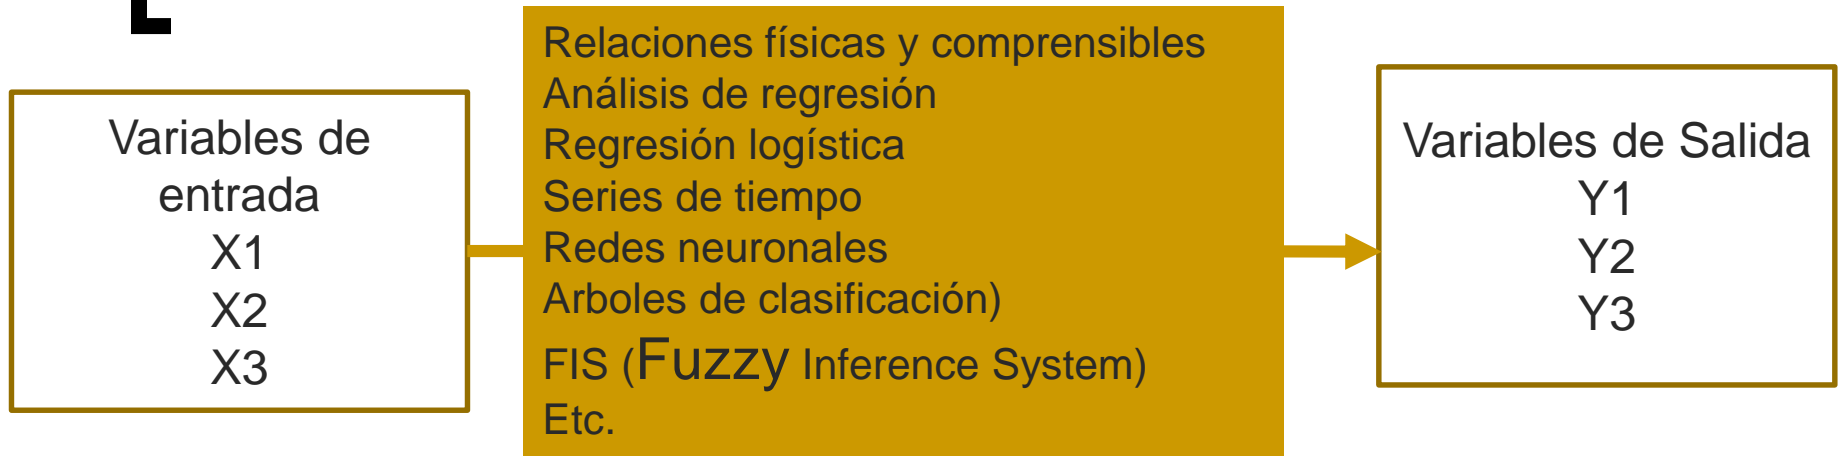 Variables de
entrada
X1
X2
X3
Relaciones físicas y comprensibles
Análisis de regresión
Regresión logística
Series de tiempo
Redes neuronales
Arboles de clasificación)
FIS (Fuzzy Inference System)
Etc.
Variables de Salida
Y1
Y2
Y3